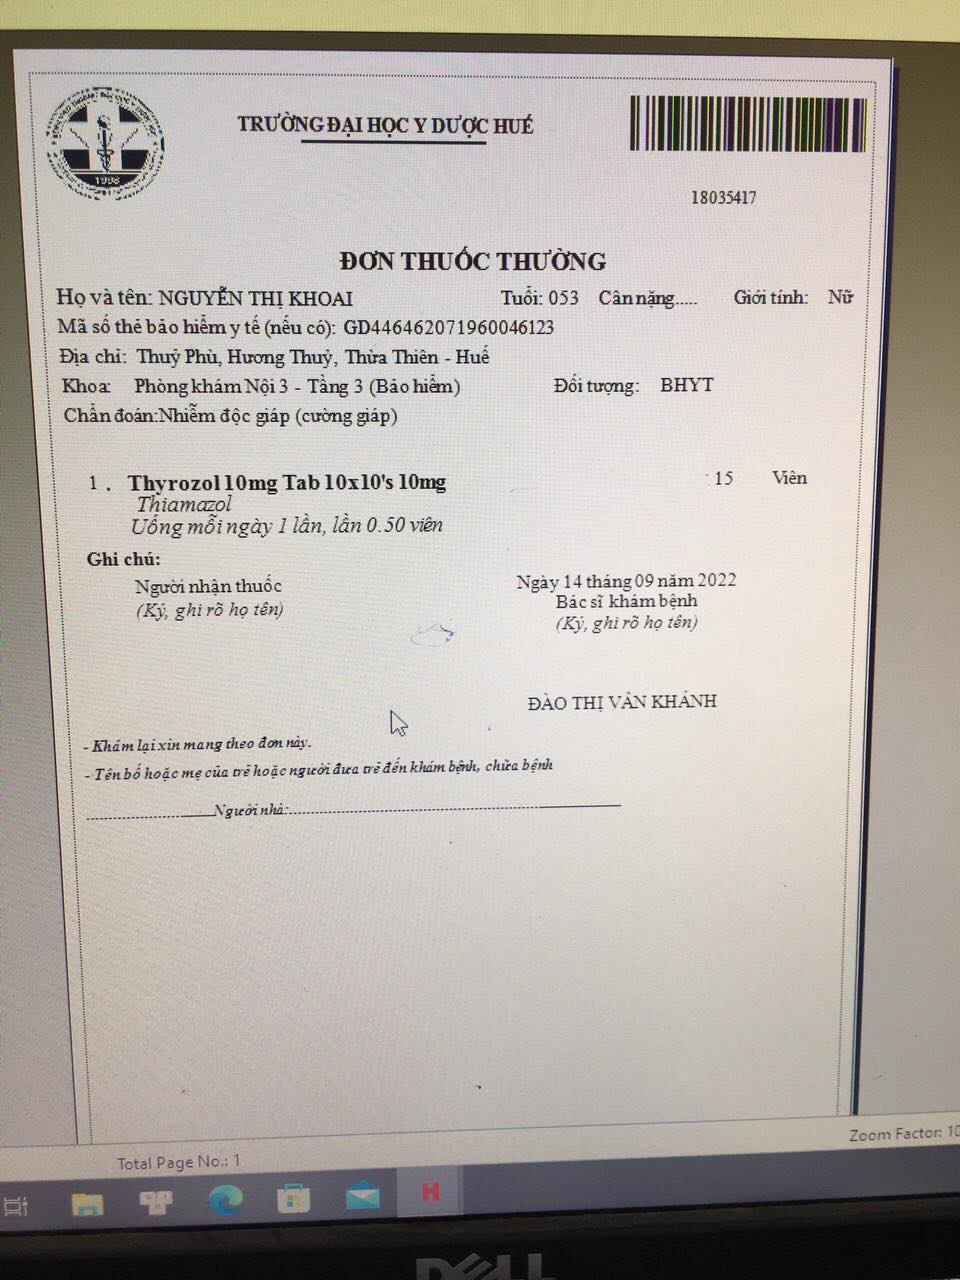 1998
TRƯỜNG ĐẠI HỌC Y DƯỢC HUẾ
18035417
ĐƠN THUỐC THƯỜNG
Họ và tên: NGUYỄN THỊ KHOAI Tuổi: 053 Cân nặng..... Giới tính: Nữ
Mã số thẻ bảo hiểm y tế (nếu có): GD446462071960046123
Địa chỉ: Thuỷ Phù, Hương Thuỷ, Thừa Thiên - Huế
Khoa: Phòng khám Nội 3 - Tầng 3 (Bảo hiểm) Đối tượng: BHYT
Chẩn đoán:Nhiễm độc giáp (cường giáp)
1 . Thyrozol 10mg Tab 10x10's 10mg 15 Viên
Thiamazol
Uống mỗi ngày 1 lần, lần 0.50 viên
Ghi chú:
Người nhận thuốc Ngày 14 tháng 09 năm 2022
(Ký, ghi rõ họ tên) Bác sĩ khám bệnh
(Ký, ghi rõ họ tên)
ĐÀO THỊ VÂN KHÁNH
- Khám lại xin mang theo đơn này.
- Tên bố hoặc mẹ của trẻ hoặc người đưa trẻ đến khám bệnh, chữa bệnh
Người nhà:
Zoom Factor: 10
Total Page No.: 1
H
DELL